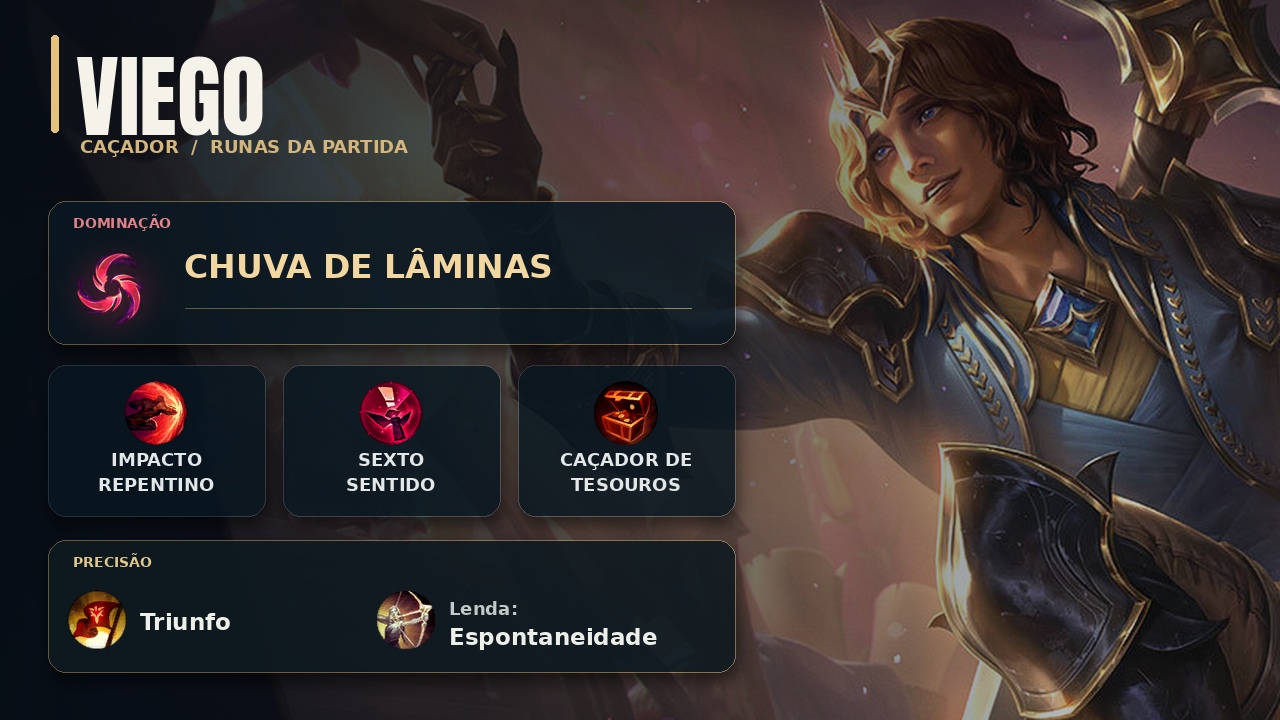 VIEGO
CAÇADOR / RUNAS DA PARTIDA
DOMINAÇÃO
CHUVA DE LÂMINAS
IMPACTO
REPENTINO
SEXTO
SENTIDO
CAÇADOR DE
TESOUROS
PRECISÃO
Triunfo
Lenda:
Espontaneidade